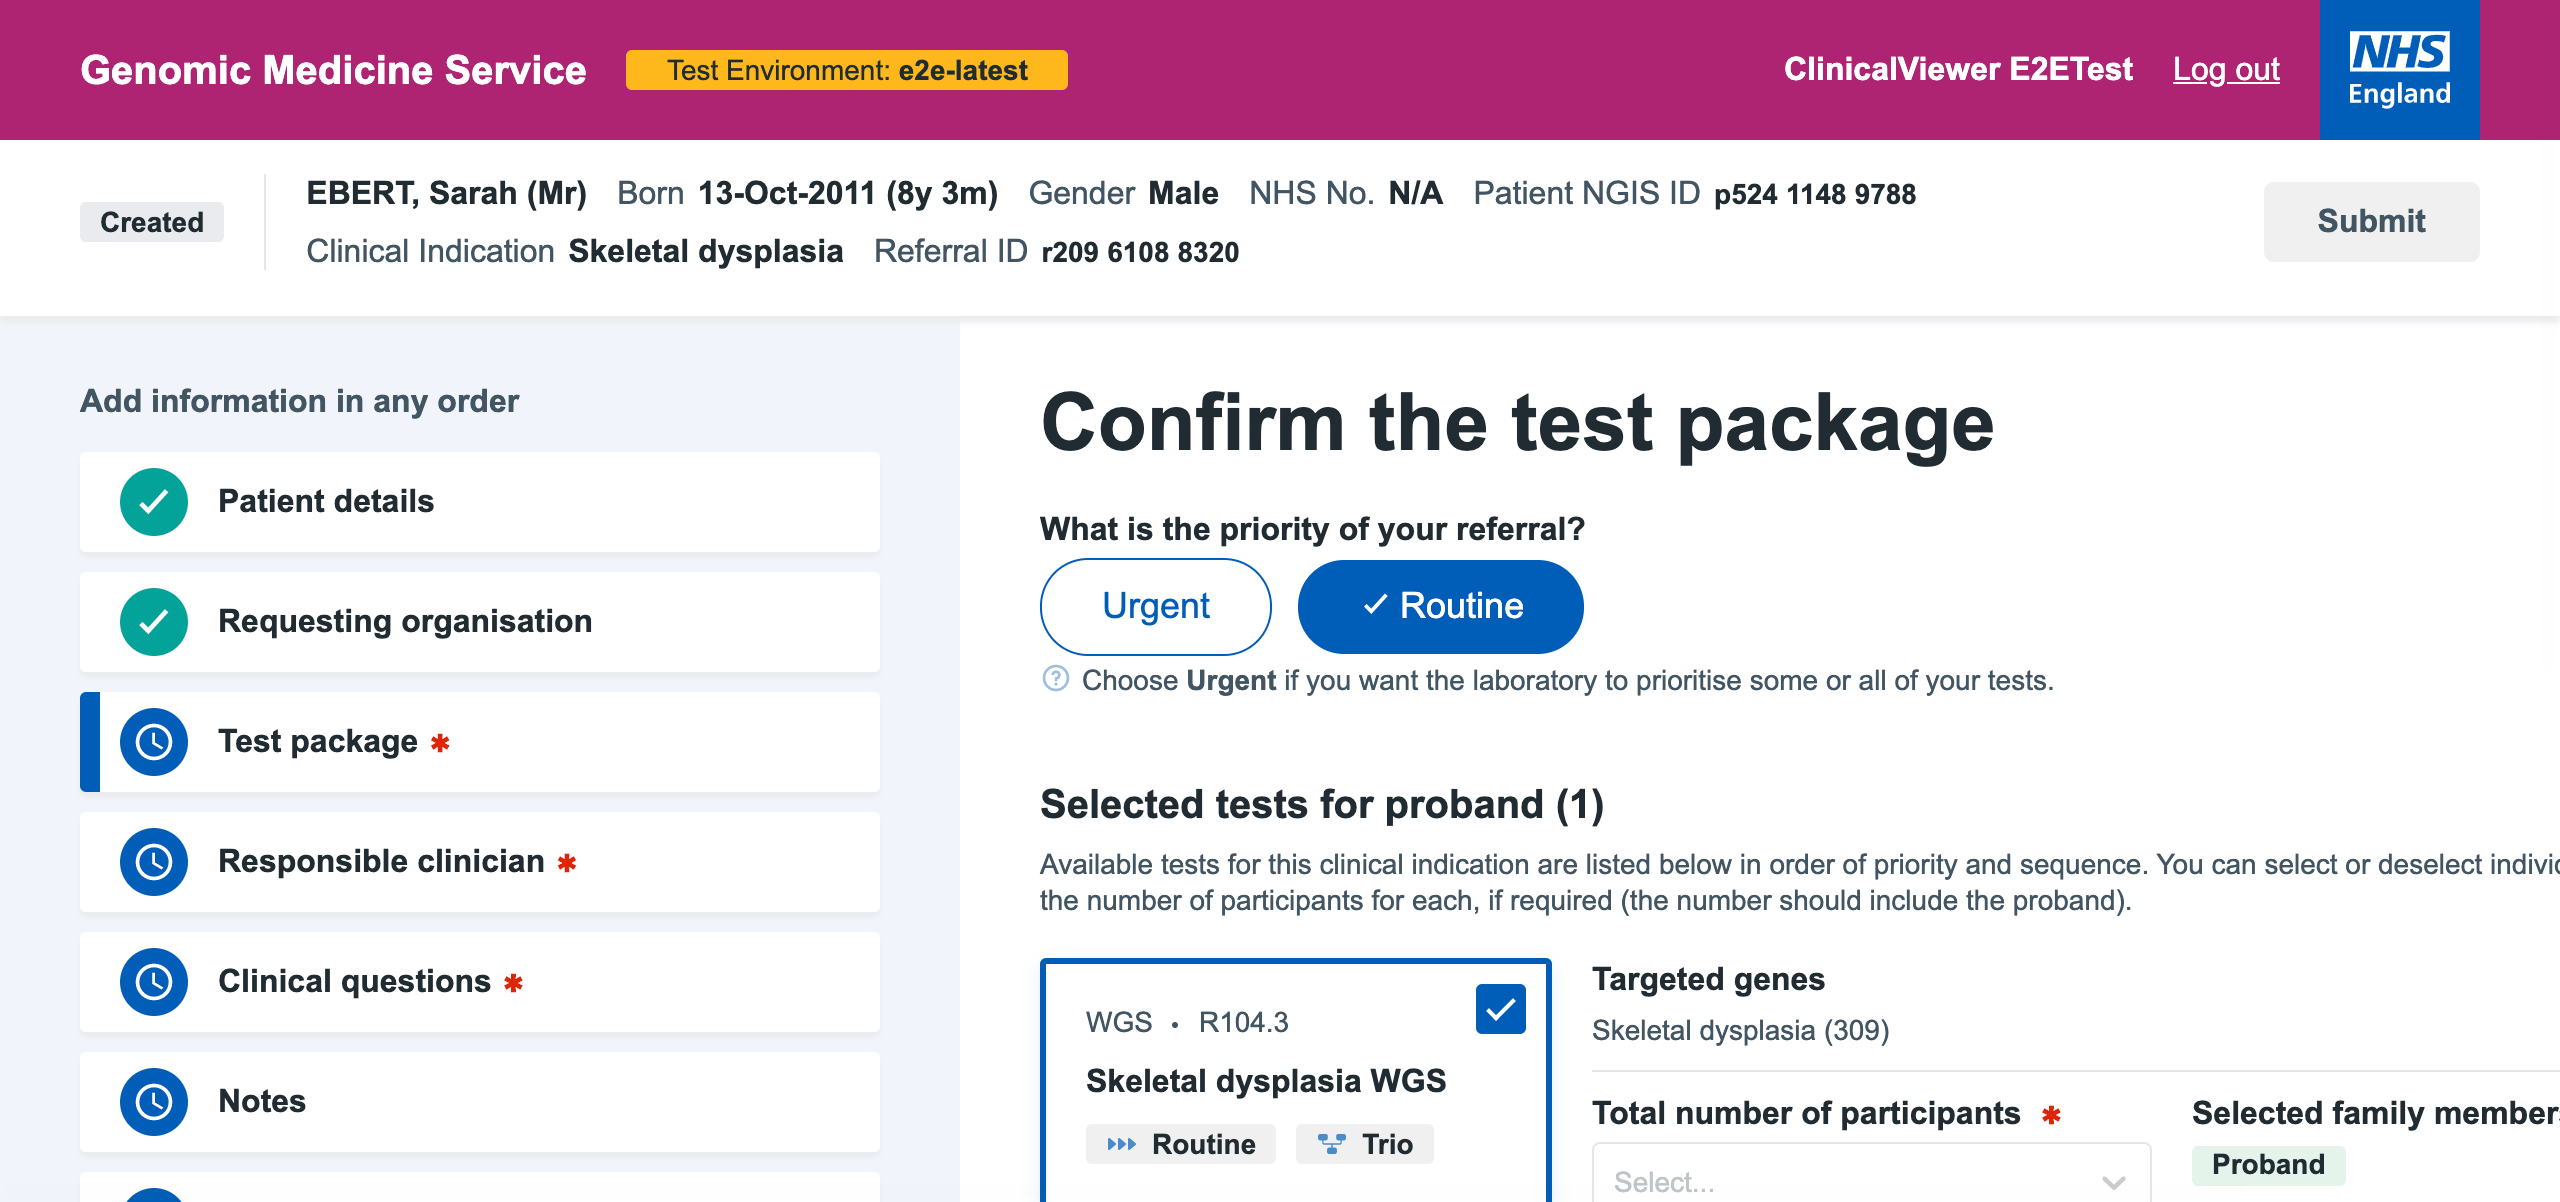 Genomic Medicine Service
Test Environment: e2e-latest
ClinicalViewer E2ETest
Log out
NHS
England
Created
EBERT, Sarah (Mr) Born 13-Oct-2011 (8y 3m) Gender Male NHS No. N/A Patient NGIS ID p524 1148 9788
Clinical Indication Skeletal dysplasia Referral ID r209 6108 8320
Submit
Add information in any order
Patient details
Requesting organisation
Test package *
Responsible clinician *
Clinical questions *
Notes
Confirm the test package
What is the priority of your referral?
Urgent
Routine
Choose Urgent if you want the laboratory to prioritise some or all of your tests.
Selected tests for proband (1)
Available tests for this clinical indication are listed below in order of priority and sequence. You can select or deselect
the number of participants for each, if required (the number should include the proband).
WGS • R104.3
Skeletal dysplasia WGS
Routine
Trio
Targeted genes
Skeletal dysplasia (309)
Total number of participants *
Select...
Selected family member
Proband